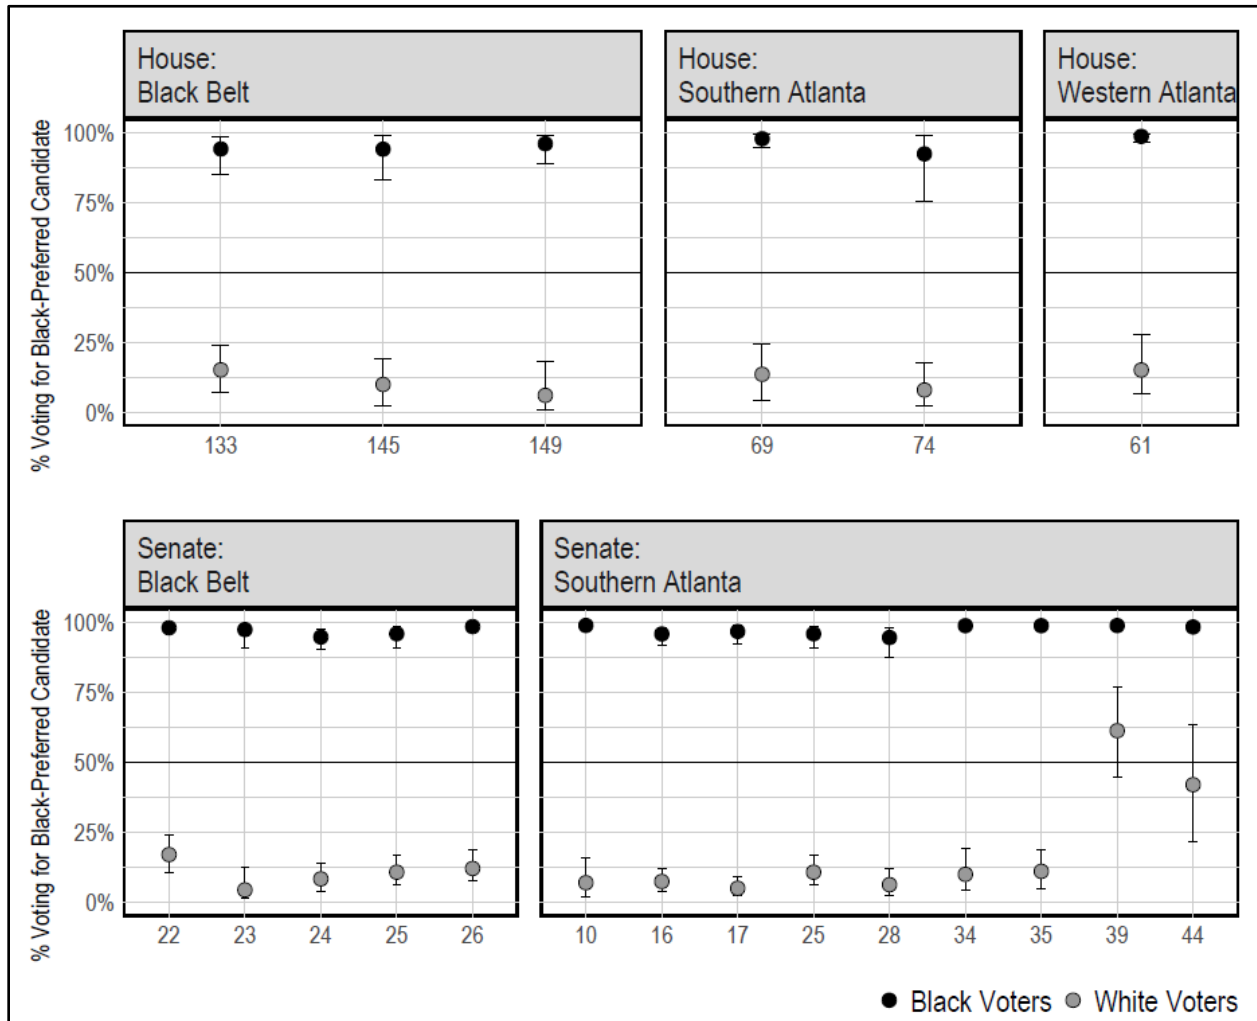 House:
Black Belt
House:
Southern Atlanta
House:
Western Atlanta
% Voting for Black-Preferred Candidate
100%
75%
50%
25%
0%
133 145 149
69 74
61
Senate:
Black Belt
Senate:
Southern Atlanta
% Voting for Black-Preferred Candidate
100%
75%
50%
25%
0%
22 23 24 25 26
10 16 17 25 28 34 35 39 44
Black Voters White Voters